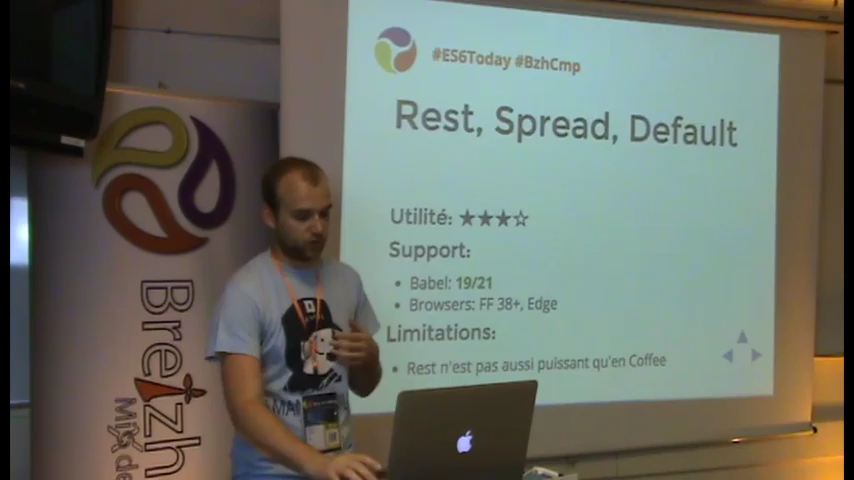 #ES6Today #BzhCmp
Rest, Spread, Default
Utilité: ★★★☆
Support:
• Babel: 19/21
• Browsers: FF 38+, Edge
Limitations:
• Rest n'est pas aussi puissant qu'en Coffee
Breizh